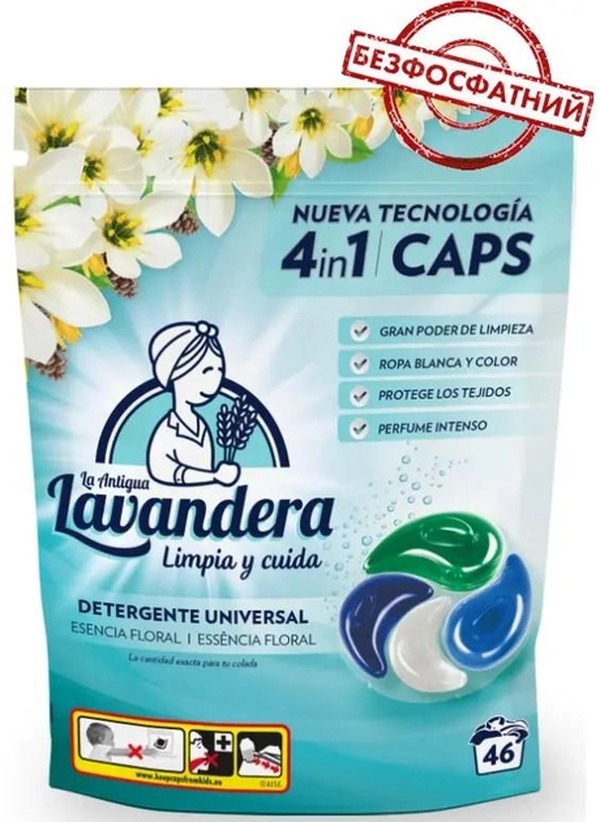 БЕЗФОСФАТНИЙ
NUEVA TECNOLOGÍA
4in1 | CAPS
GRAN PODER DE LIMPIEZA
ROPA BLANCA Y COLOR
PROTEGE LOS TEJIDOS
PERFUME INTENSO
La Antigua
Lavandera
Limpia y cuida
DETERGENTE UNIVERSAL
ESENCIA FLORAL | ESSÊNCIA FLORAL
La cantidad exacta para tu colada
www.keepcapsfromkids.eu
©A.I.S.E.
46